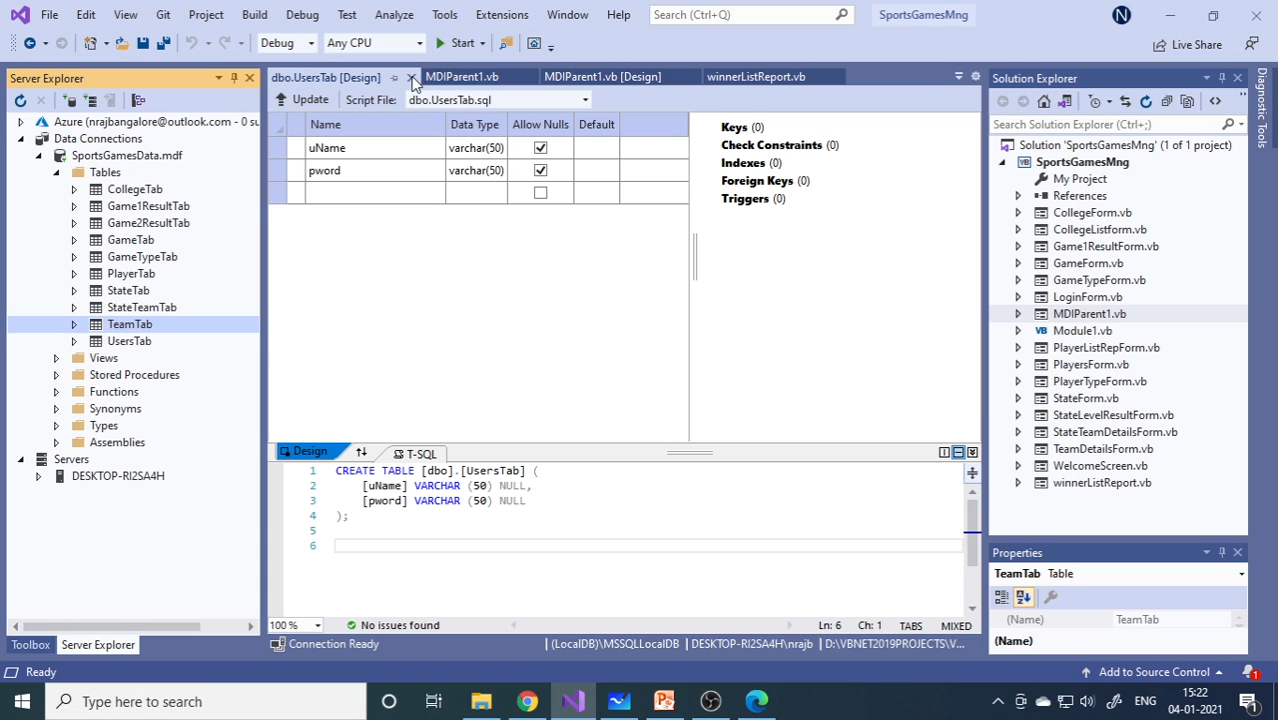 File Edit View Git Project Build Debug Test Analyze Tools Extensions Window Help Search (Ctrl+Q) SportsGamesMng N
Debug Any CPU Start Live Share
Server Explorer
Azure (nrajbangalore@outlook.com - 0 su
Data Connections
SportsGamesData.mdf
Tables
CollegeTab
Game1ResultTab
Game2ResultTab
GameTab
GameTypeTab
PlayerTab
StateTab
StateTeamTab
TeamTab
UsersTab
Views
Stored Procedures
Functions
Synonyms
Types
Assemblies
Servers
DESKTOP-RI2SA4H
Toolbox Server Explorer
dbo.UsersTab [Design] MDIParent1.vb MDIParent1.vb [Design] winnerListReport.vb
Update Script File: dbo.UsersTab.sql
Name Data Type Allow Nulls Default
uName varchar(50)
pword varchar(50)
Keys (0)
Check Constraints (0)
Indexes (0)
Foreign Keys (0)
Triggers (0)
Design T-SQL
1 CREATE TABLE [dbo].[UsersTab] (
2 [uName] VARCHAR (50) NULL,
3 [pword] VARCHAR (50) NULL
4 );
5
6
100 % No issues found Ln: 6 Ch: 1 TABS MIXED
Connection Ready (LocalDB)\MSSQLLocalDB DESKTOP-RI2SA4H\nrajb D:\VBNET2019PROJECTS\V...
Solution Explorer
Search Solution Explorer (Ctrl+;)
Solution 'SportsGamesMng' (1 of 1 project)
VB SportsGamesMng
My Project
References
CollegeForm.vb
CollegeListform.vb
Game1ResultForm.vb
GameForm.vb
GameTypeForm.vb
LoginForm.vb
MDIParent1.vb
VB Module1.vb
PlayerListRepForm.vb
PlayersForm.vb
PlayerTypeForm.vb
StateForm.vb
StateLevelResultForm.vb
StateTeamDetailsForm.vb
TeamDetailsForm.vb
WelcomeScreen.vb
winnerListReport.vb
Properties
TeamTab Table
(Name) TeamTab
(Name)
Diagnostic Tools
Ready Add to Source Control 1
Type here to search ENG 15:22
04-01-2021 1